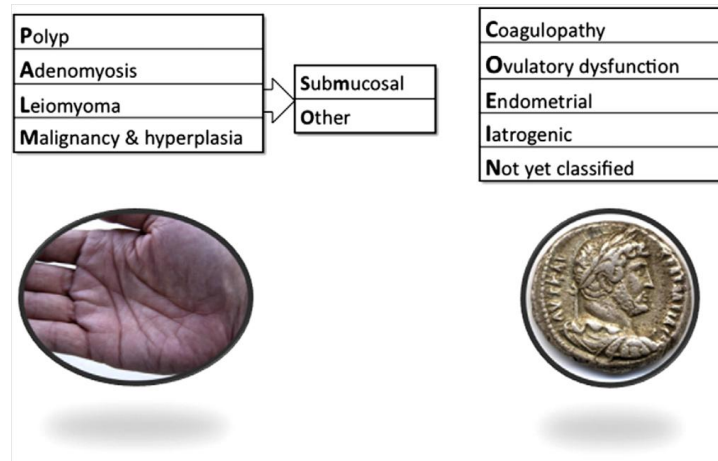 Polyp
Adenomyosis
Leiomyoma
Malignancy & hyperplasia
Submucosal
Other
Coagulopathy
Ovulatory dysfunction
Endometrial
Iatrogenic
Not yet classified